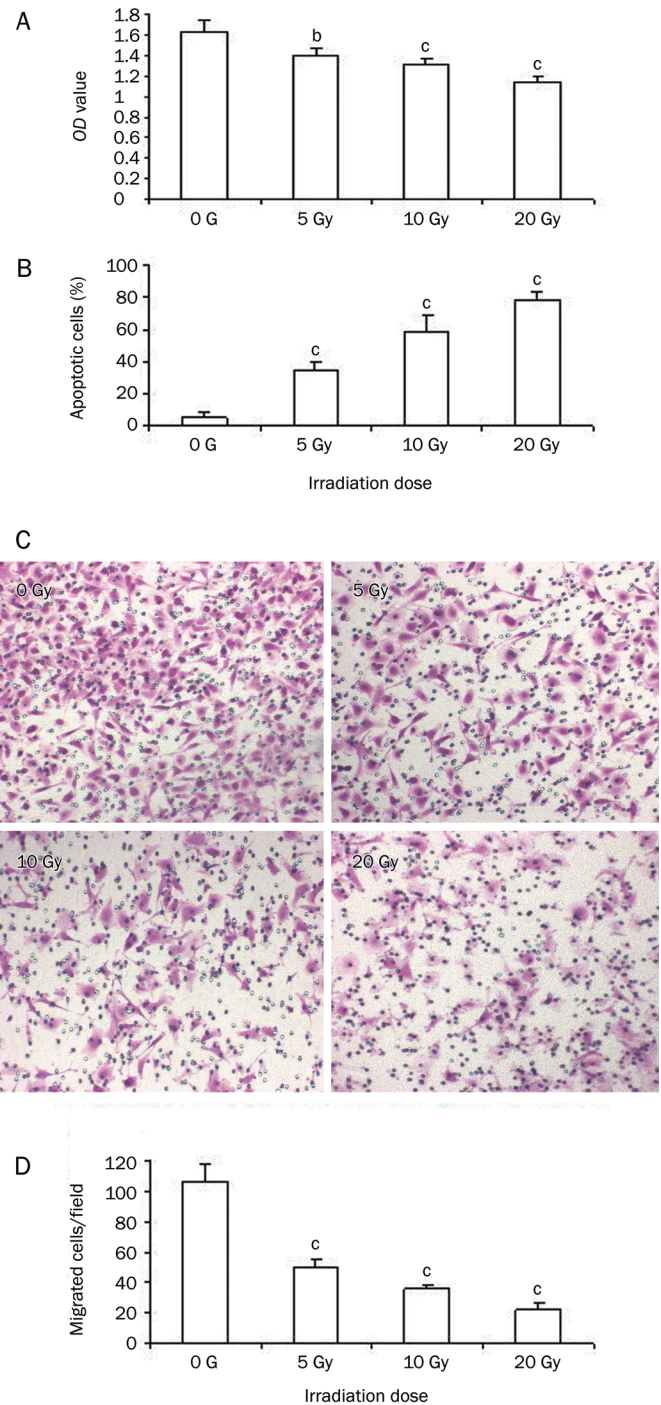 A
OD value
1.8
1.6
1.4
1.2
1
0.8
0.6
0.4
1.2
0
b
c
c
0 G
5 Gy
10 Gy
20 Gy
B
Apoptotic cells (%)
100
80
60
40
20
0
c
c
c
0 G
5 Gy
10 Gy
20 Gy
Irradiation dose
C
0 Gy
5 Gy
10 Gy
20 Gy
D
Migrated cells/field
120
100
80
60
40
20
0
c
c
c
0 G
5 Gy
10 Gy
20 Gy
Irradiation dose